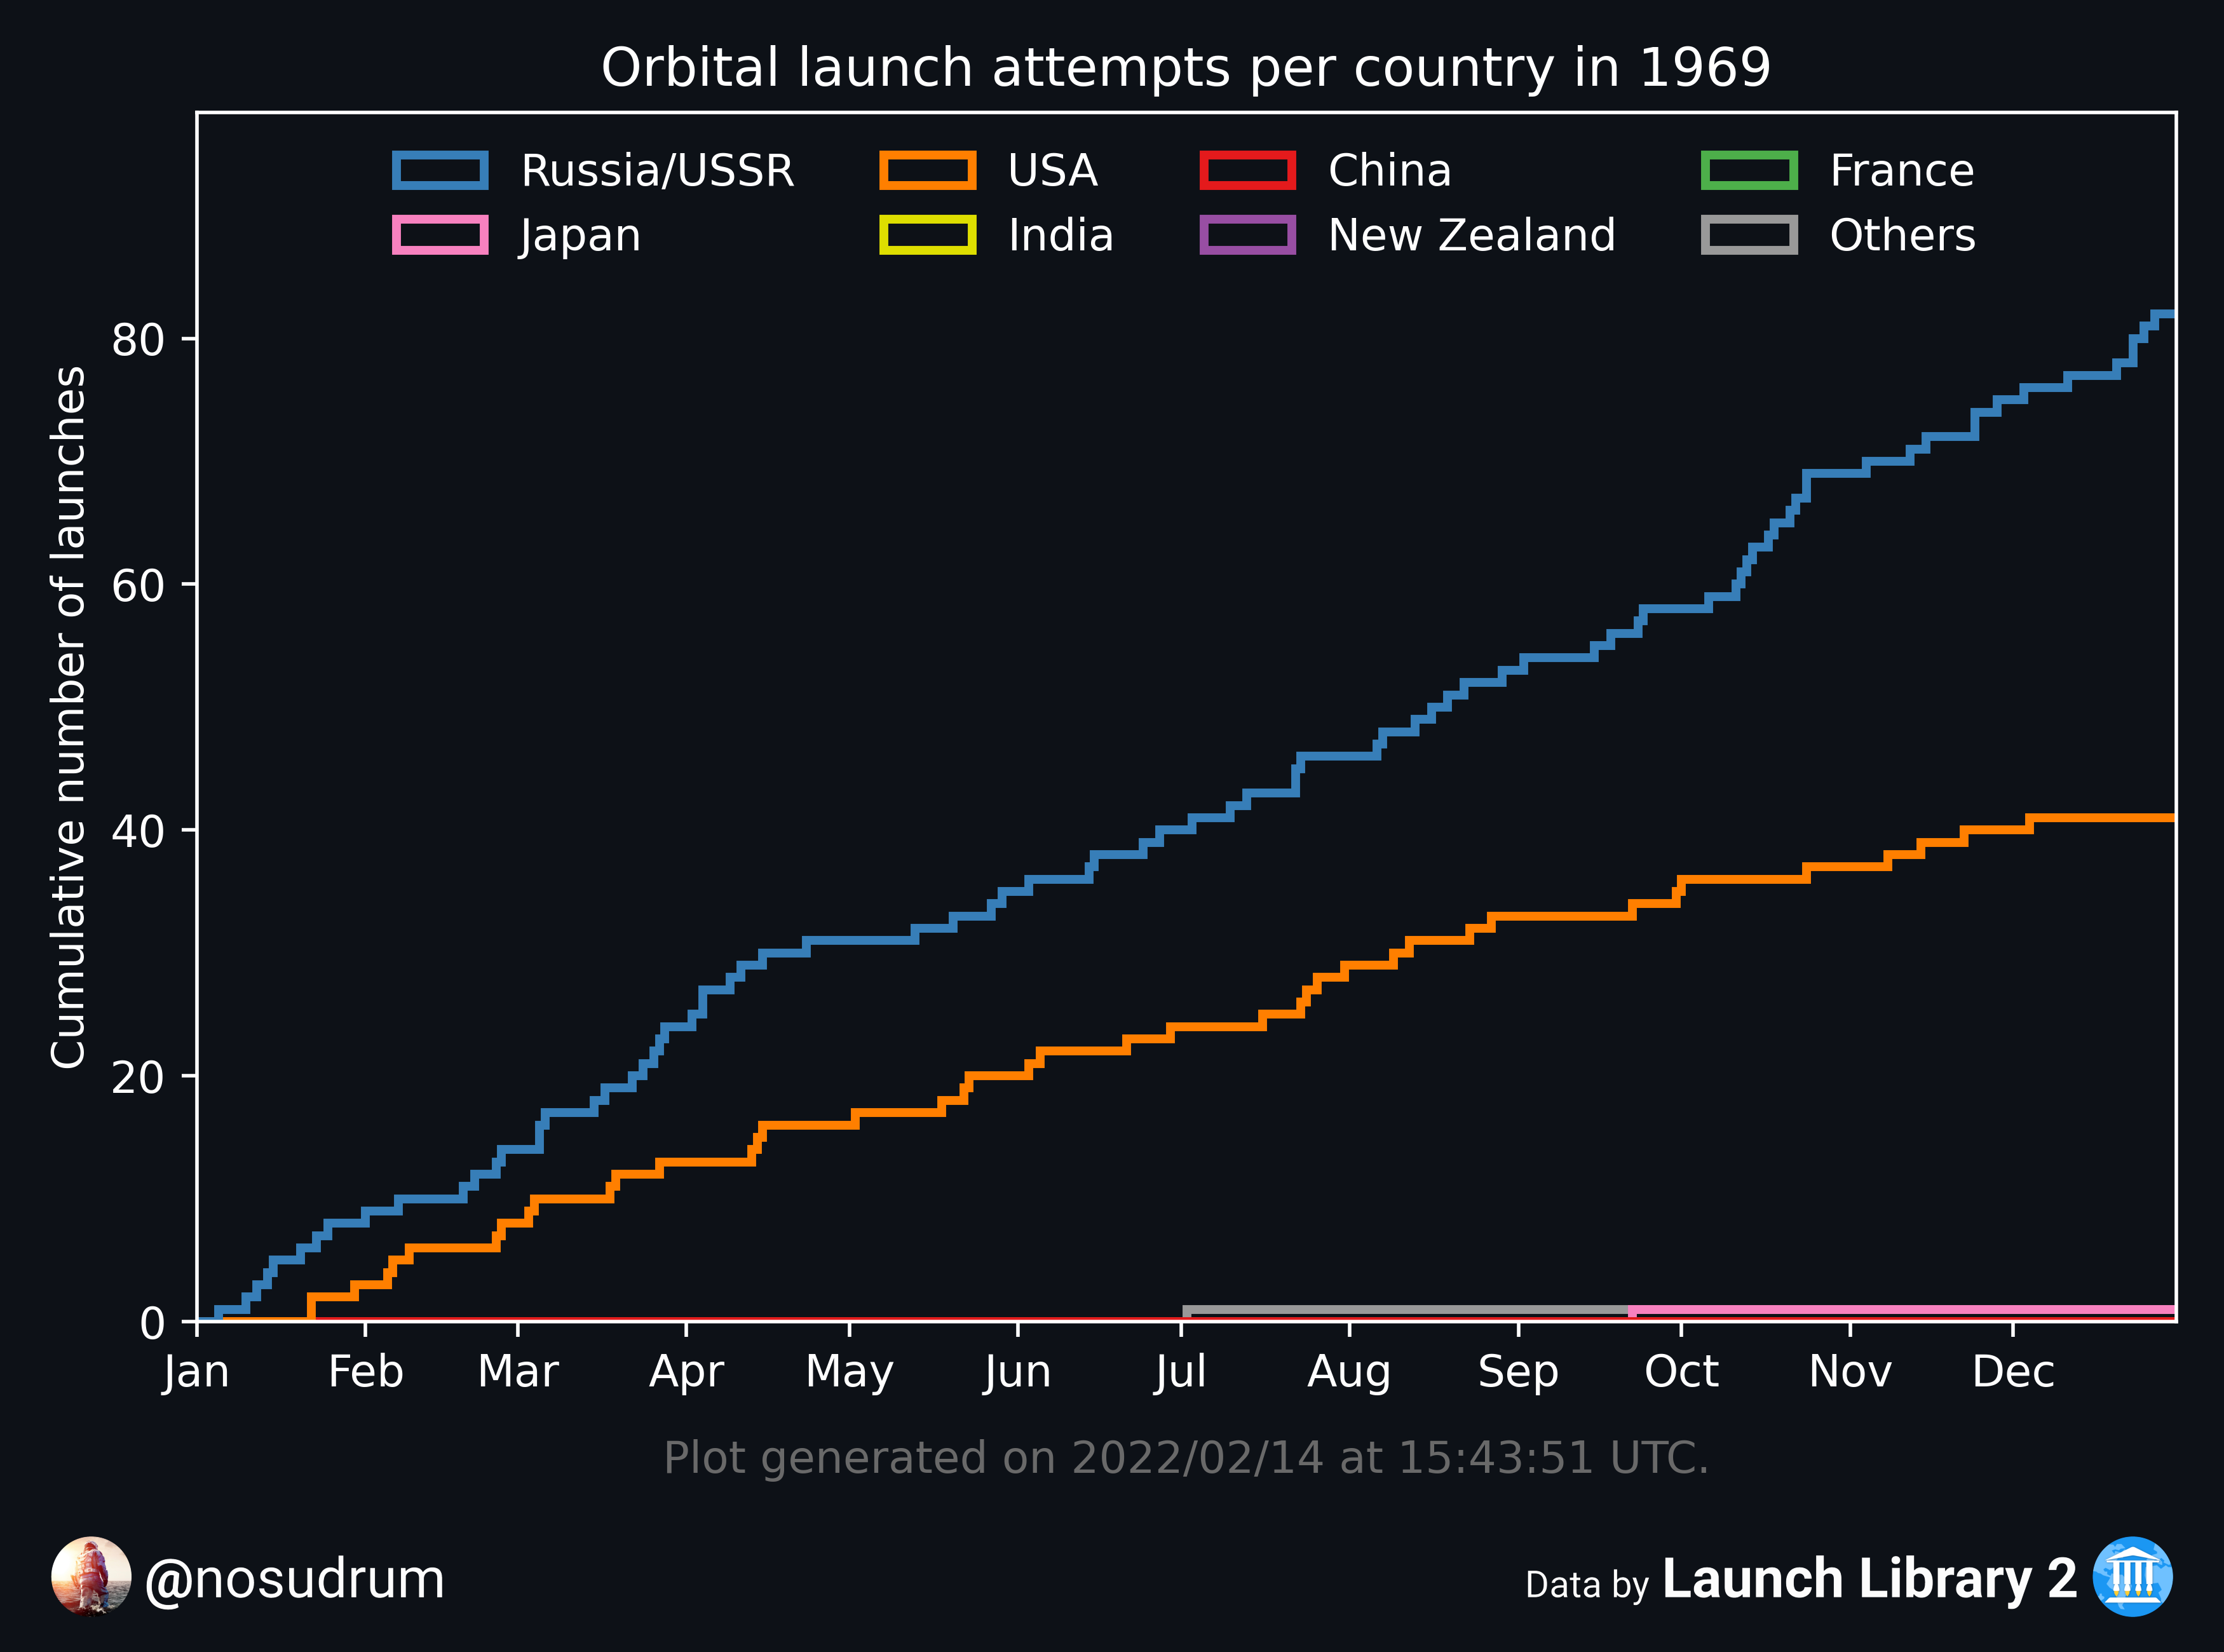 Orbital launch attempts per country in 1969
Russia/USSR USA China France
Japan India New Zealand Others
Cumulative number of launches
80
60
40
20
0
Jan Feb Mar Apr May Jun Jul Aug Sep Oct Nov Dec
Plot generated on 2022/02/14 at 15:43:51 UTC.
@nosudrum
Data by Launch Library 2